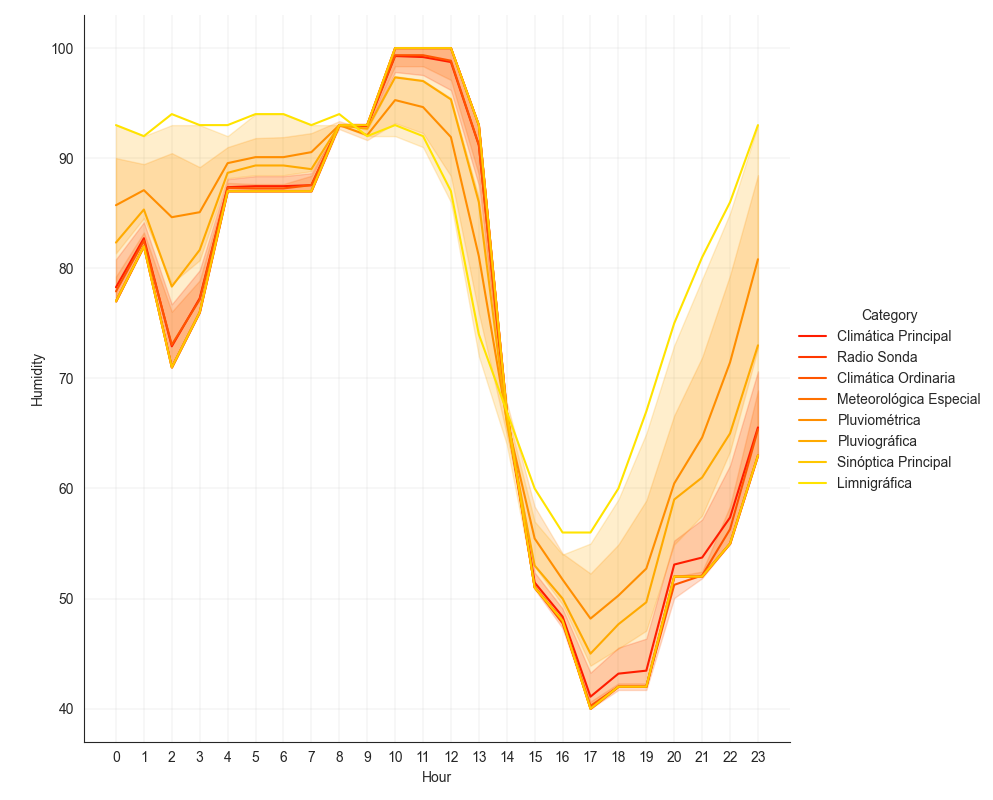 100
90
80
70
60
50
40
Humidity
0 1 2 3 4 5 6 7 8 9 10 11 12 13 14 15 16 17 18 19 20 21 22 23
Hour
Category
Climática Principal
Radio Sonda
Climática Ordinaria
Meteorológica Especial
Pluviométrica
Pluviográfica
Sinóptica Principal
Limnigráfica